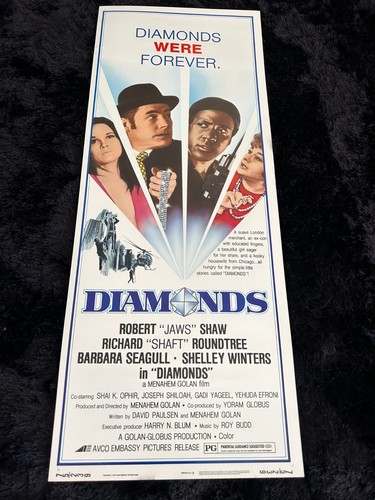 DIAMONDS
WERE
FOREVER.
A suave London
merchant, an ex-con
with educated fingers,
a beautiful girl eager
for her share, and a kooky
housewife from Chicago...all
hungry for the simple little
stones called "DIAMONDS"!
DIAMONDS
ROBERT "JAWS" SHAW
RICHARD "SHAFT" ROUNDTREE
BARBARA SEAGULL • SHELLEY WINTERS
in "DIAMONDS"
a MENAHEM GOLAN film
Co-starring SHAI K. OPHIR, JOSEPH SHILOAH, GADI YAGEEL, YEHUDA EFRONI
Produced and Directed by MENAHEM GOLAN • Co-produced by YORAM GLOBUS
Written by DAVID PAULSEN and MENAHEM GOLAN
Executive producer HARRY N. BLUM • Music by ROY BUDD
A GOLAN-GLOBUS PRODUCTION • Color
AVCO EMBASSY PICTURES RELEASE
PG PARENTAL GUIDANCE SUGGESTED